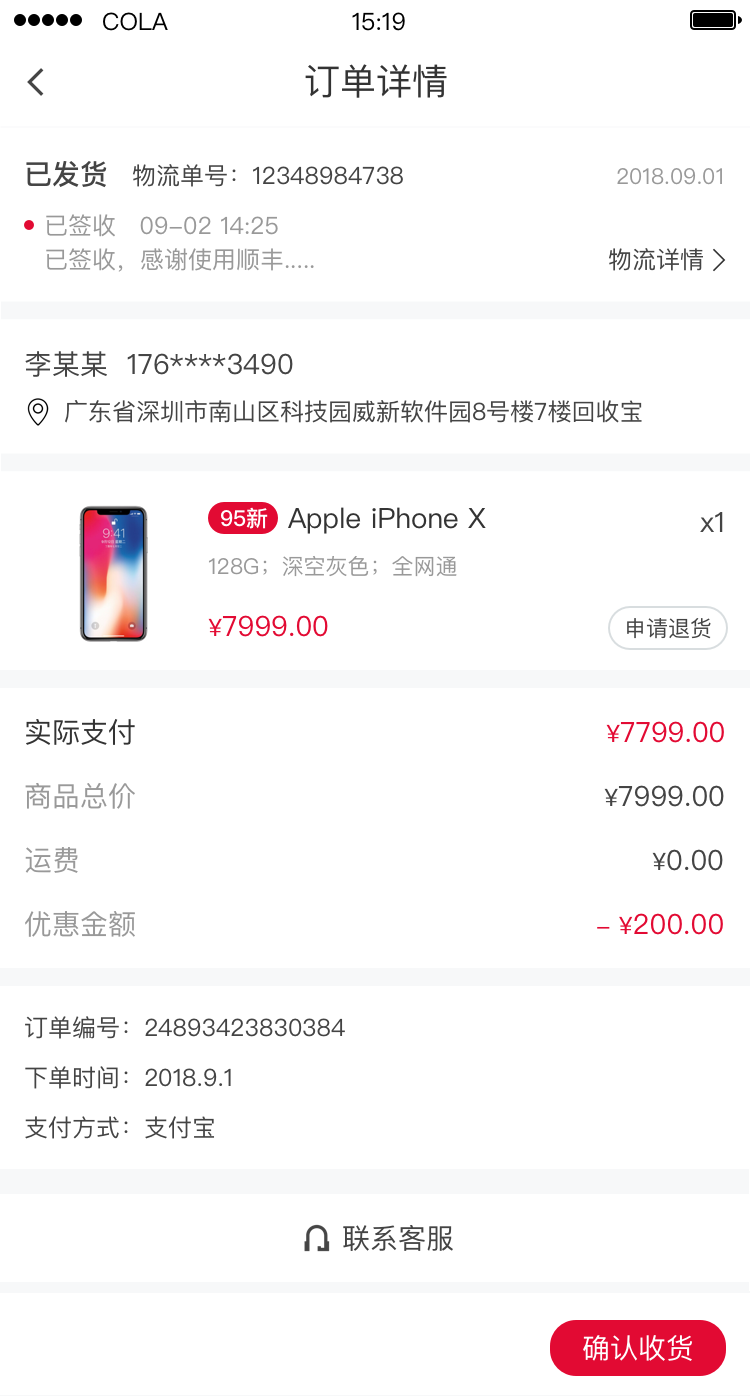 COLA 15:19
订单详情
已发货 物流单号：12348984738 2018.09.01
已签收 09-02 14:25
已签收，感谢使用顺丰..... 物流详情
李某某 176****3490
广东省深圳市南山区科技园威新软件园8号楼7楼回收宝
95新 Apple iPhone X x1
128G；深空灰色；全网通
¥7999.00 申请退货
实际支付 ¥7799.00
商品总价 ¥7999.00
运费 ¥0.00
优惠金额 - ¥200.00
订单编号：24893423830384
下单时间：2018.9.1
支付方式：支付宝
联系客服
确认收货
9:41